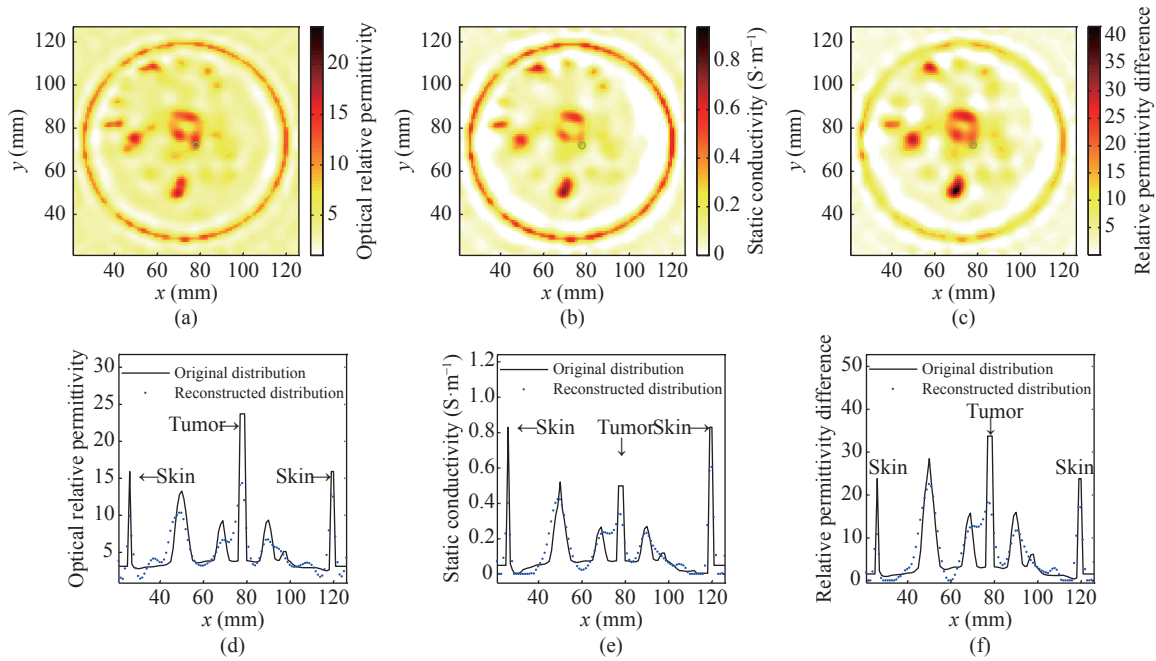 120
100
80
60
40
y (mm)
40 60 80 100 120
x (mm)
(a)
20
15
10
5
Optical relative permittivity
120
100
80
60
40
y (mm)
40 60 80 100 120
x (mm)
(b)
0.8
0.6
0.4
0.2
0
Static conductivity (S·m⁻¹)
120
100
80
60
40
y (mm)
40 60 80 100 120
x (mm)
(c)
40
35
30
25
20
15
10
5
Relative permittivity difference
Optical relative permittivity
30
25
20
15
10
5
Original distribution
Reconstructed distribution
Tumor→
←Skin
Skin→
40 60 80 100 120
x (mm)
(d)
Static conductivity (S·m⁻¹)
1.2
1.0
0.8
0.6
0.4
0.2
0
Original distribution
Reconstructed distribution
←Skin
Tumor
↓
Skin→
40 60 80 100 120
x (mm)
(e)
Relative permittivity difference
50
40
30
20
10
0
Original distribution
Reconstructed distribution
Tumor
↓
Skin
↓
Skin
↓
20 40 60 80 100 120
x (mm)
(f)